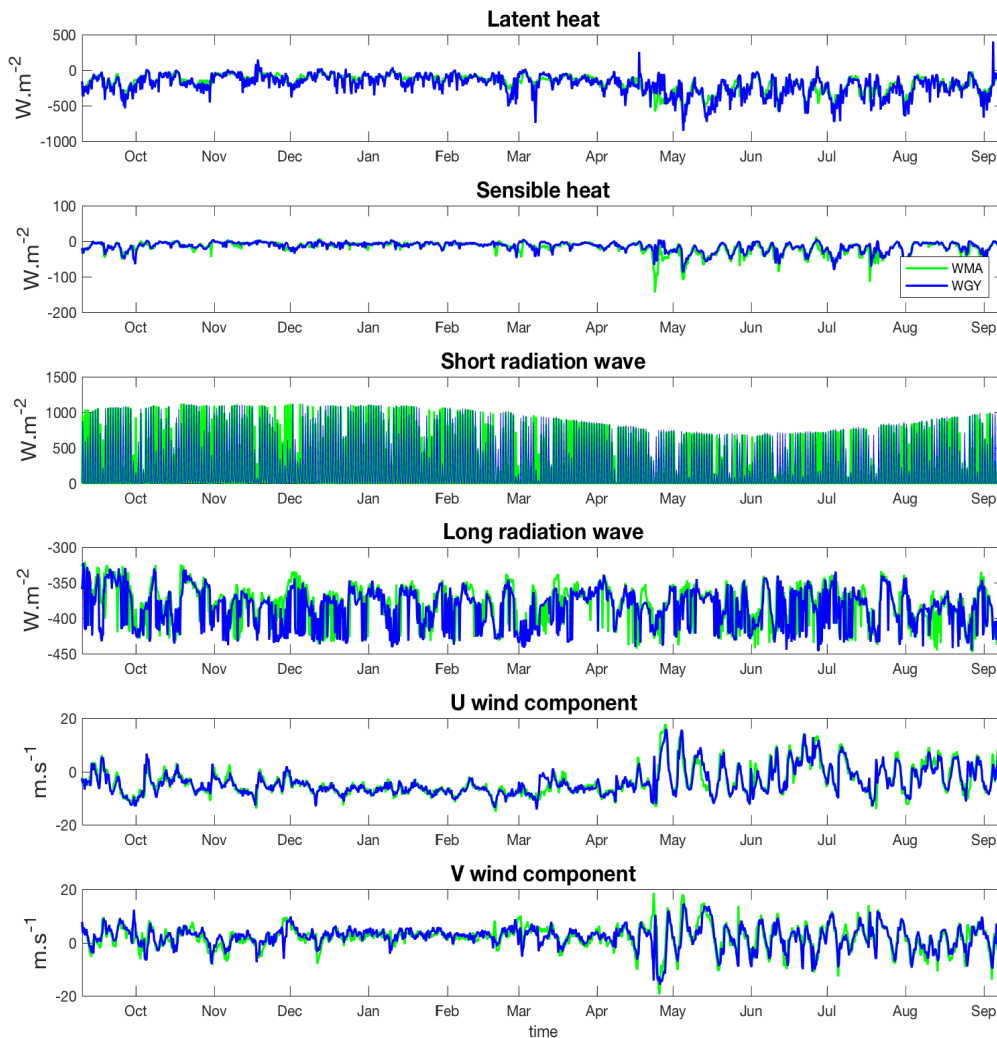 Latent heat
500
0
-500
-1000
W.m-2
Oct Nov Dec Jan Feb Mar Apr May Jun Jul Aug Sep
Sensible heat
100
0
-100
-200
W.m-2
WMA
WGY
Oct Nov Dec Jan Feb Mar Apr May Jun Jul Aug Sep
Short radiation wave
1500
1000
500
0
W.m-2
Oct Nov Dec Jan Feb Mar Apr May Jun Jul Aug Sep
Long radiation wave
-300
-350
-400
-450
W.m-2
Oct Nov Dec Jan Feb Mar Apr May Jun Jul Aug Sep
U wind component
20
0
-20
m.s-1
Oct Nov Dec Jan Feb Mar Apr May Jun Jul Aug Sep
V wind component
20
0
-20
m.s-1
Oct Nov Dec Jan Feb Mar Apr May Jun Jul Aug Sep
time